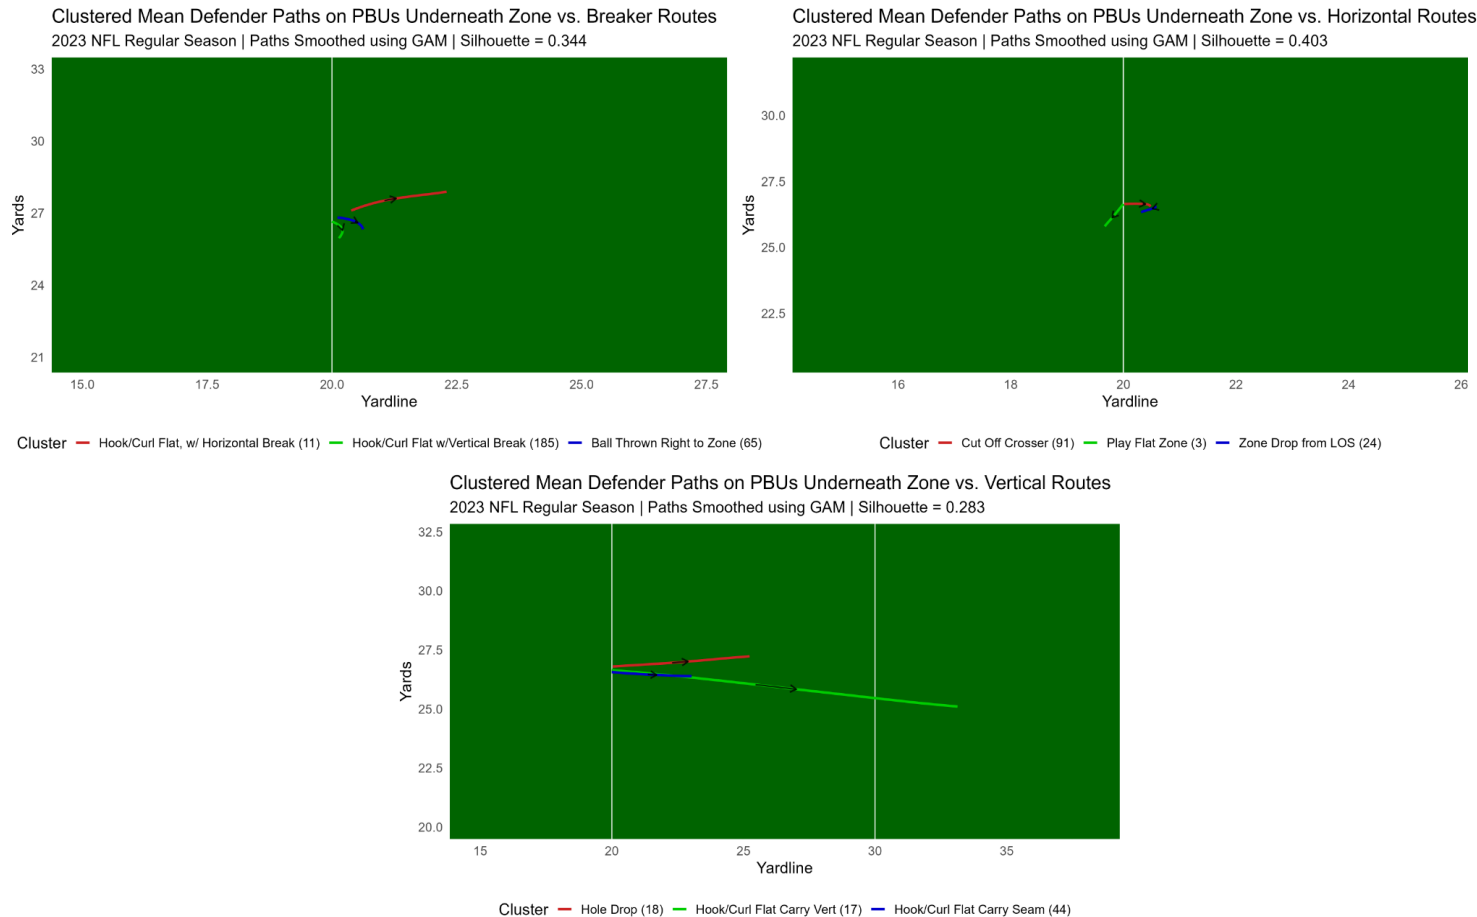 Clustered Mean Defender Paths on PBUs Underneath Zone vs. Breaker Routes
2023 NFL Regular Season | Paths Smoothed using GAM | Silhouette = 0.344
33
30
27
24
21
Yards
15.0 17.5 20.0 22.5 25.0 27.5
Yardline
Cluster Hook/Curl Flat, w/ Horizontal Break (11) Hook/Curl Flat w/Vertical Break (185) Ball Thrown Right to Zone (65)
Clustered Mean Defender Paths on PBUs Underneath Zone vs. Horizontal Routes
2023 NFL Regular Season | Paths Smoothed using GAM | Silhouette = 0.403
30.0
27.5
25.0
22.5
Yards
16 18 20 22 24 26
Yardline
Cluster Cut Off Crosser (91) Play Flat Zone (3) Zone Drop from LOS (24)
Clustered Mean Defender Paths on PBUs Underneath Zone vs. Vertical Routes
2023 NFL Regular Season | Paths Smoothed using GAM | Silhouette = 0.283
32.5
30.0
27.5
25.0
22.5
20.0
Yards
15 20 25 30 35
Yardline
Cluster Hole Drop (18) Hook/Curl Flat Carry Vert (17) Hook/Curl Flat Carry Seam (44)